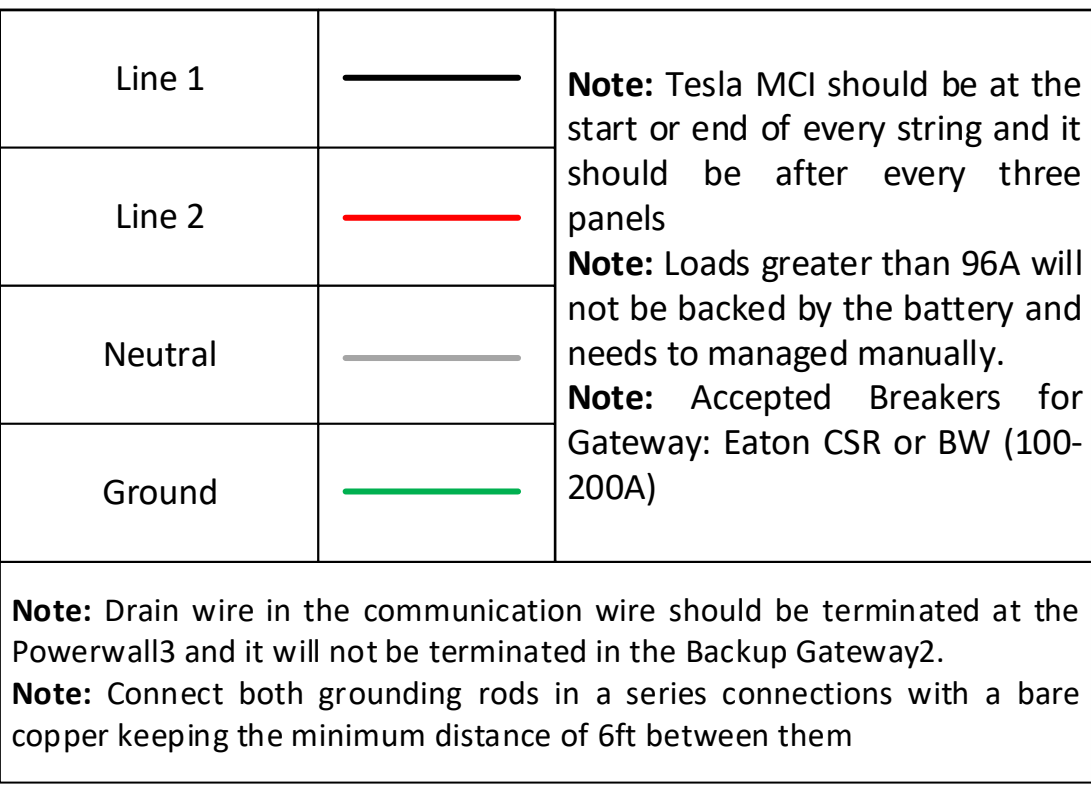 Line 1
Line 2
Neutral
Ground
Note: Tesla MCI should be at the
start or end of every string and it
should be after every three
panels
Note: Loads greater than 96A will
not be backed by the battery and
needs to managed manually.
Note: Accepted Breakers for
Gateway: Eaton CSR or BW (100-
200A)
Note: Drain wire in the communication wire should be terminated at the
Powerwall3 and it will not be terminated in the Backup Gateway2.
Note: Connect both grounding rods in a series connections with a bare
copper keeping the minimum distance of 6ft between them